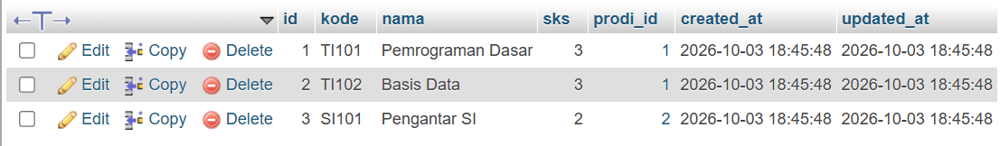 id kode nama sks prodi_id created_at updated_at
Edit Copy Delete 1 TI101 Pemrograman Dasar 3 1 2026-10-03 18:45:48 2026-10-03 18:45:48
Edit Copy Delete 2 TI102 Basis Data 3 1 2026-10-03 18:45:48 2026-10-03 18:45:48
Edit Copy Delete 3 SI101 Pengantar SI 2 2 2026-10-03 18:45:48 2026-10-03 18:45:48